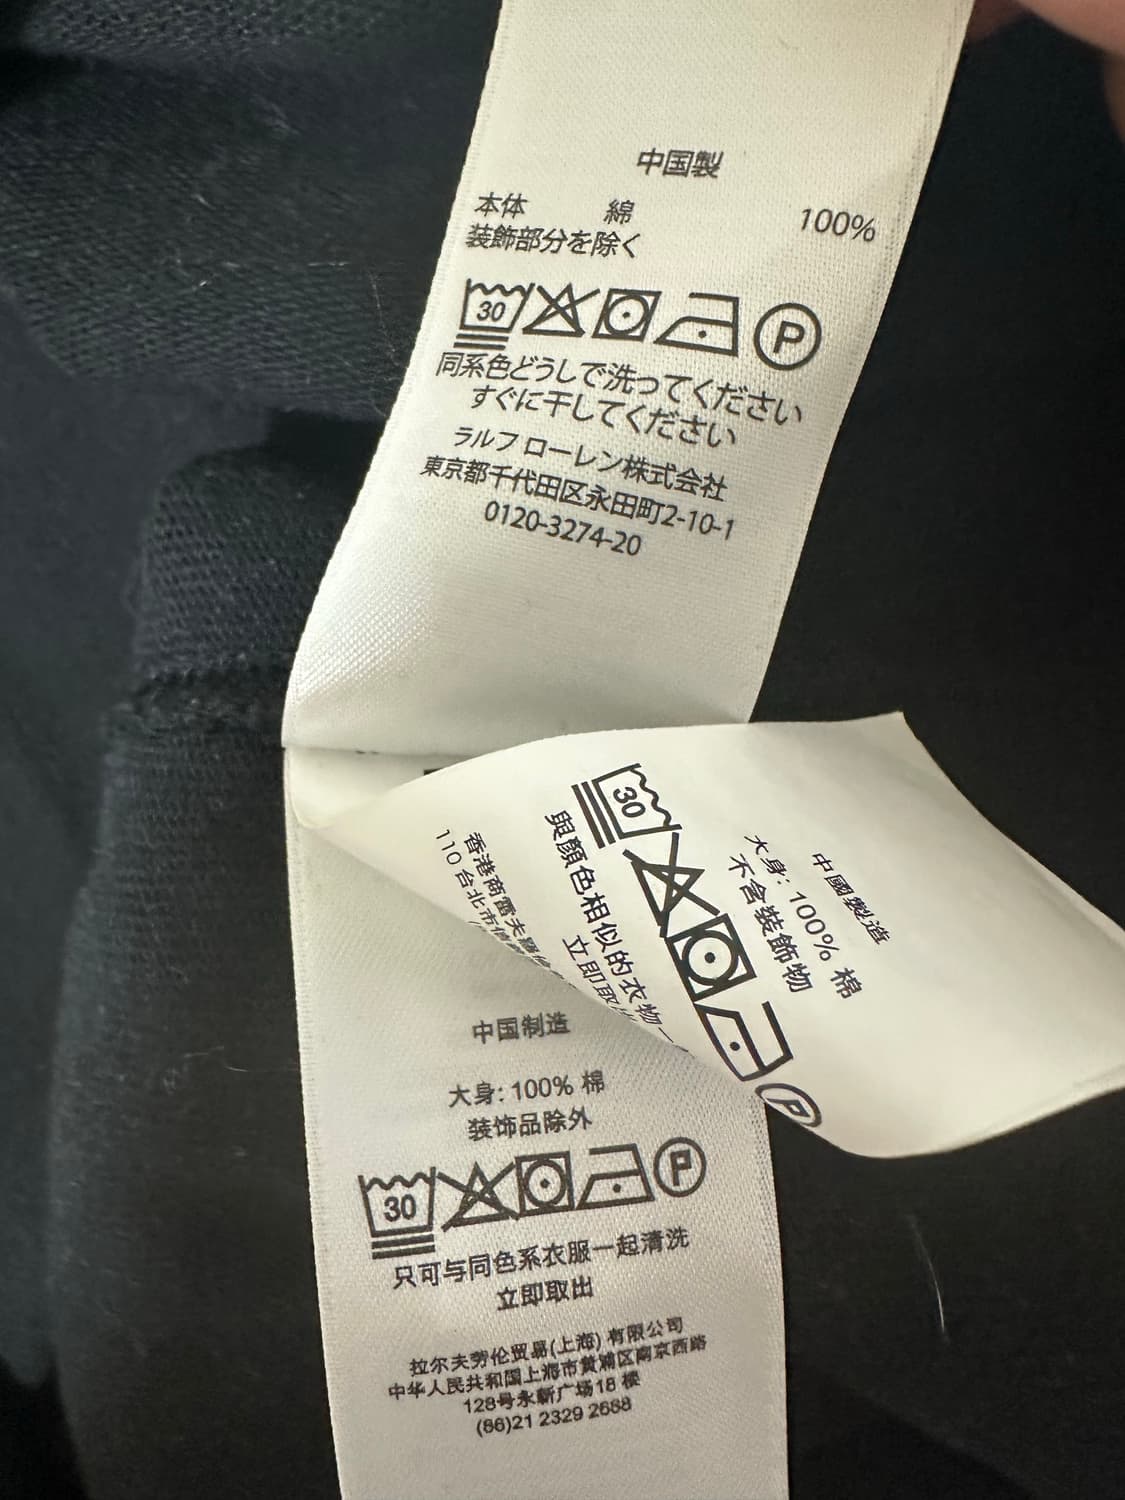 中国製
本体 綿 100%
装飾部分を除く
30 P
同系色どうしで洗ってください
すぐに干してください
ラルフ ローレン株式会社
東京都千代田区永田町2-10-1
0120-3274-20
中國製造
大身: 100% 棉
不含裝飾物
30 P
與顏色相似的衣物一
立即取出
香港商雷夫羅倫
110 台北市信義
中国制造
大身: 100% 棉
装饰品除外
30 P
只可与同色系衣服一起清洗
立即取出
拉尔夫劳伦贸易(上海) 有限公司
中华人民共和国上海市黄浦区南京西路
128号永新广场18 楼
(86)21 2329 2688